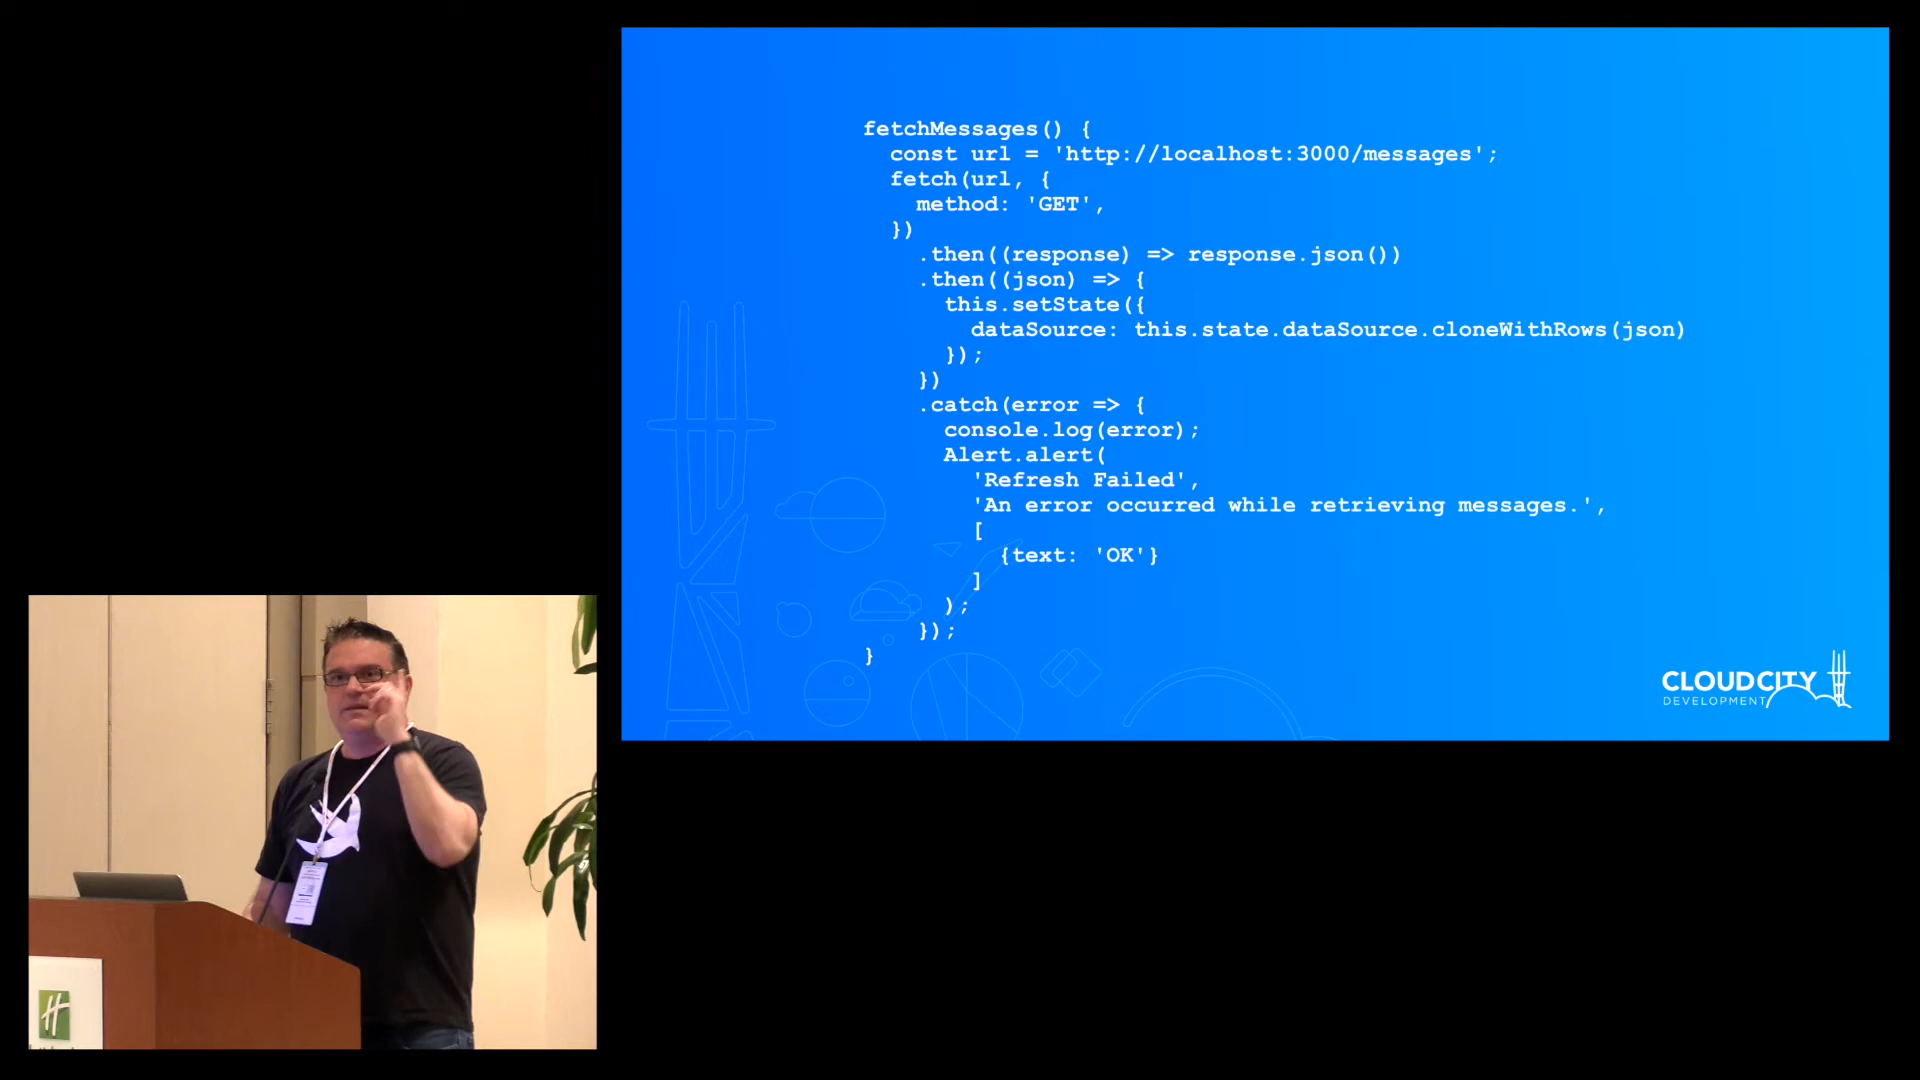 fetchMessages() {
  const url = 'http://localhost:3000/messages';
  fetch(url, {
    method: 'GET',
  })
    .then((response) => response.json())
    .then((json) => {
      this.setState({
        dataSource: this.state.dataSource.cloneWithRows(json)
      });
    })
    .catch(error => {
      console.log(error);
      Alert.alert(
        'Refresh Failed',
        'An error occurred while retrieving messages.',
        [
          {text: 'OK'}
        ]
      );
    });
}
CLOUDCITY
DEVELOPMENT
H